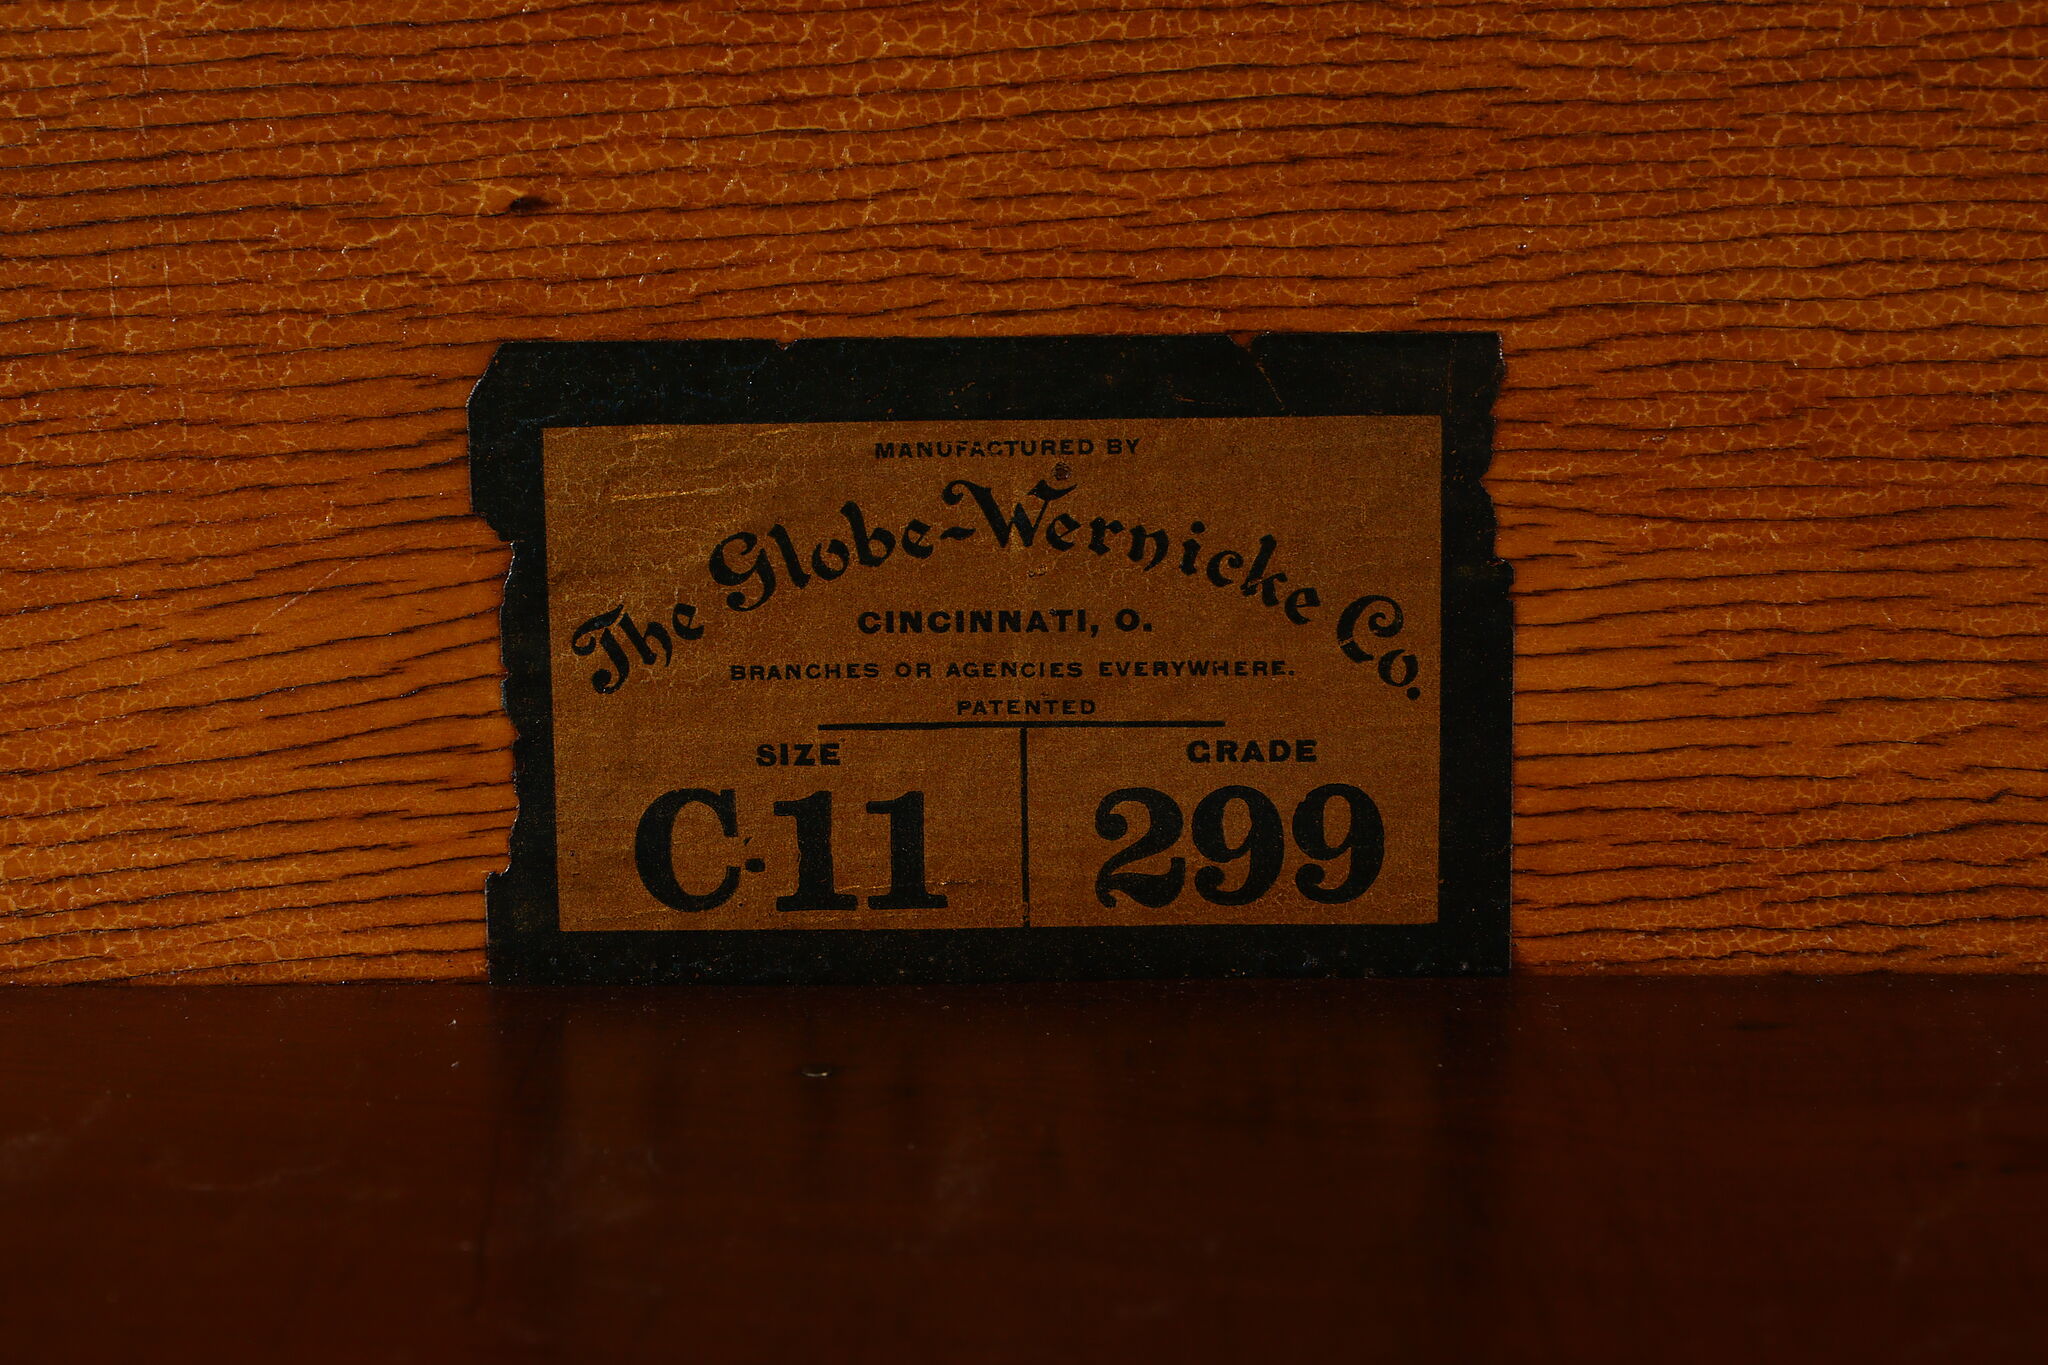 MANUFACTURED BY
The Globe-Wernicke Co.
CINCINNATI, O.
BRANCHES OR AGENCIES EVERYWHERE.
PATENTED
SIZE GRADE
C-11 299